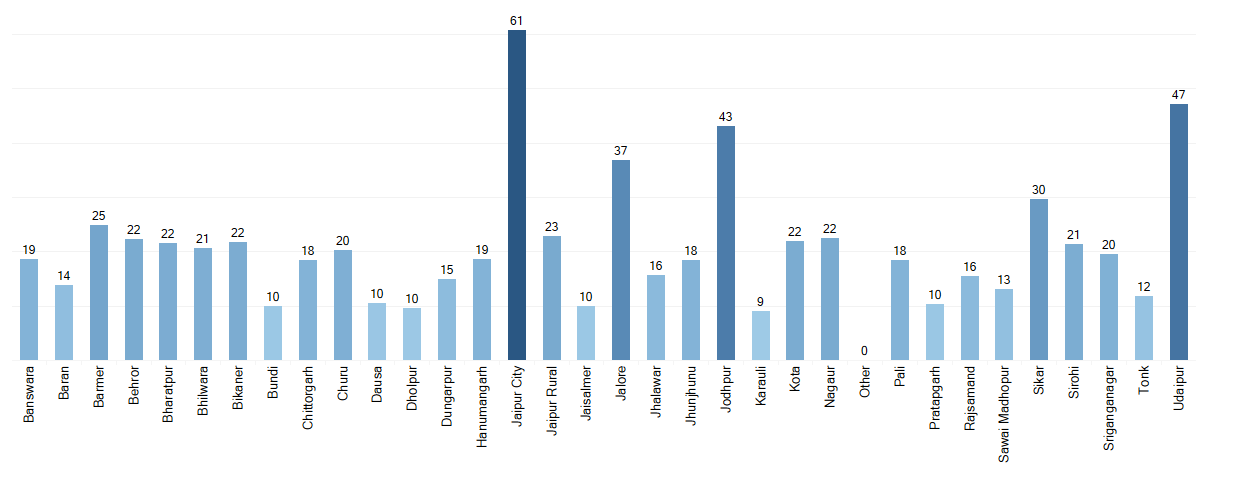 61
47
43
37
30
25
23
22
22
22
22
22
21
21
20
20
19
19
18
18
18
16
16
15
14
13
12
10
10
10
10
10
9
0
Banswara
Baran
Barmer
Behror
Bharatpur
Bhilwara
Bikaner
Bundi
Chittorgarh
Churu
Dausa
Dholpur
Dungarpur
Hanumangarh
Jaipur City
Jaipur Rural
Jaisalmer
Jalore
Jhalawar
Jhunjhunu
Jodhpur
Karauli
Kota
Nagaur
Other
Pali
Pratapgarh
Rajsamand
Sawai Madhopur
Sikar
Sirohi
Sriganganagar
Tonk
Udaipur